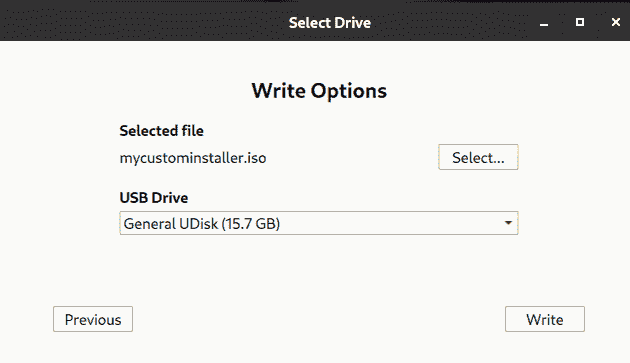 Select Drive
Write Options
Selected file
mycustominstaller.iso
Select...
USB Drive
General UDisk (15.7 GB)
Previous
Write